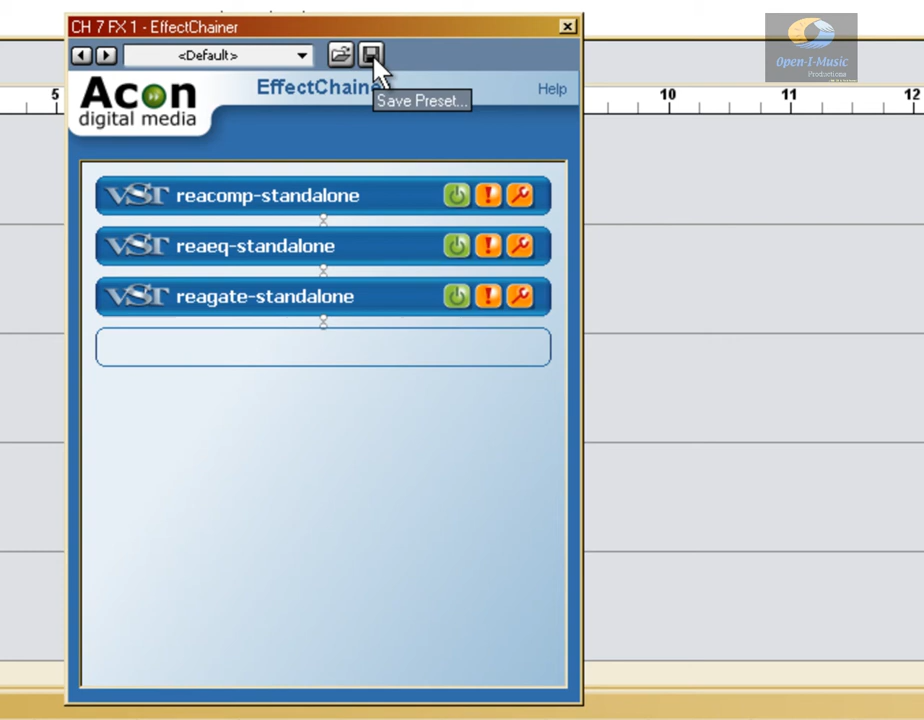 CH 7 FX 1 - EffectChainer
<Default>
Acon
digital media
EffectChaine
Help
Save Preset...
VST reacomp-standalone
VST reaeq-standalone
VST reagate-standalone
5
10
11
12
Open-I-Music
Productions